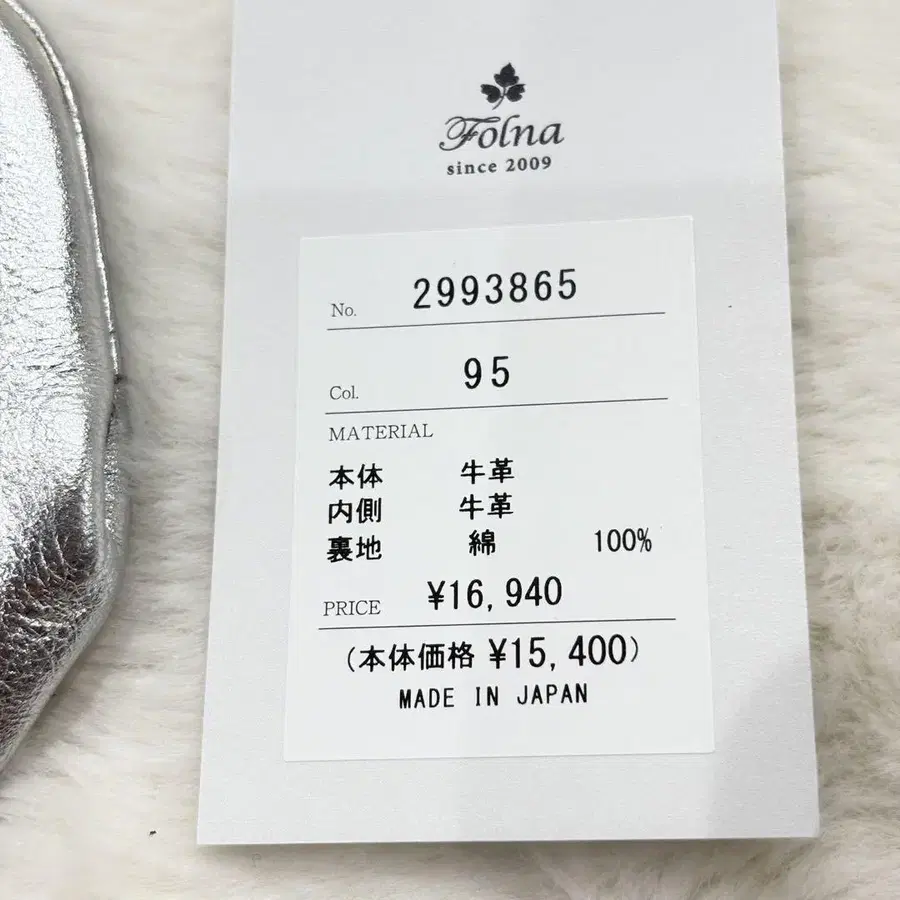 Folna
since 2009
No. 2993865
Col. 95
MATERIAL
本体 牛革
内側 牛革
裏地 綿 100%
PRICE ¥16,940
(本体価格 ¥15,400)
MADE IN JAPAN